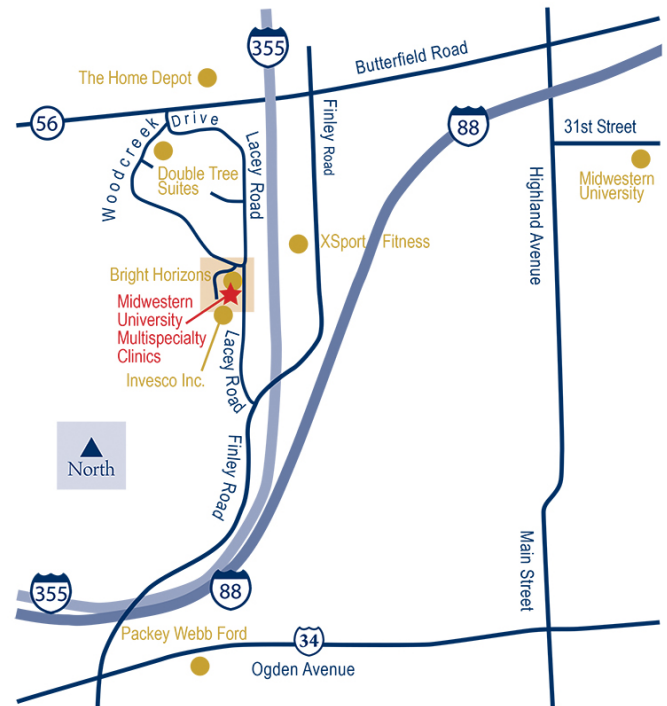 355
Butterfield Road
The Home Depot
56
Woodcreek Drive
Lacey Road
Finley Road
88
31st Street
Double Tree
Suites
Midwestern
University
Highland Avenue
XSport Fitness
Bright Horizons
Midwestern
University
Multispecialty
Clinics
Invesco Inc.
Lacey Road
North
Finley Road
355
88
Main Street
Packey Webb Ford
34
Ogden Avenue